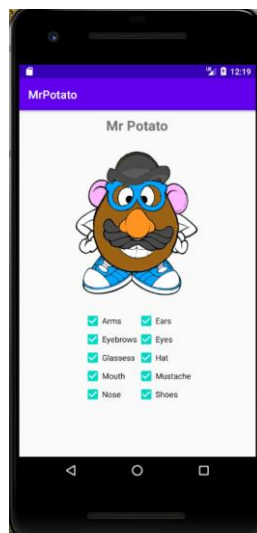 12:19
MrPotato
Mr Potato
Arms Ears
Eyebrows Eyes
Glassess Hat
Mouth Mustache
Nose Shoes